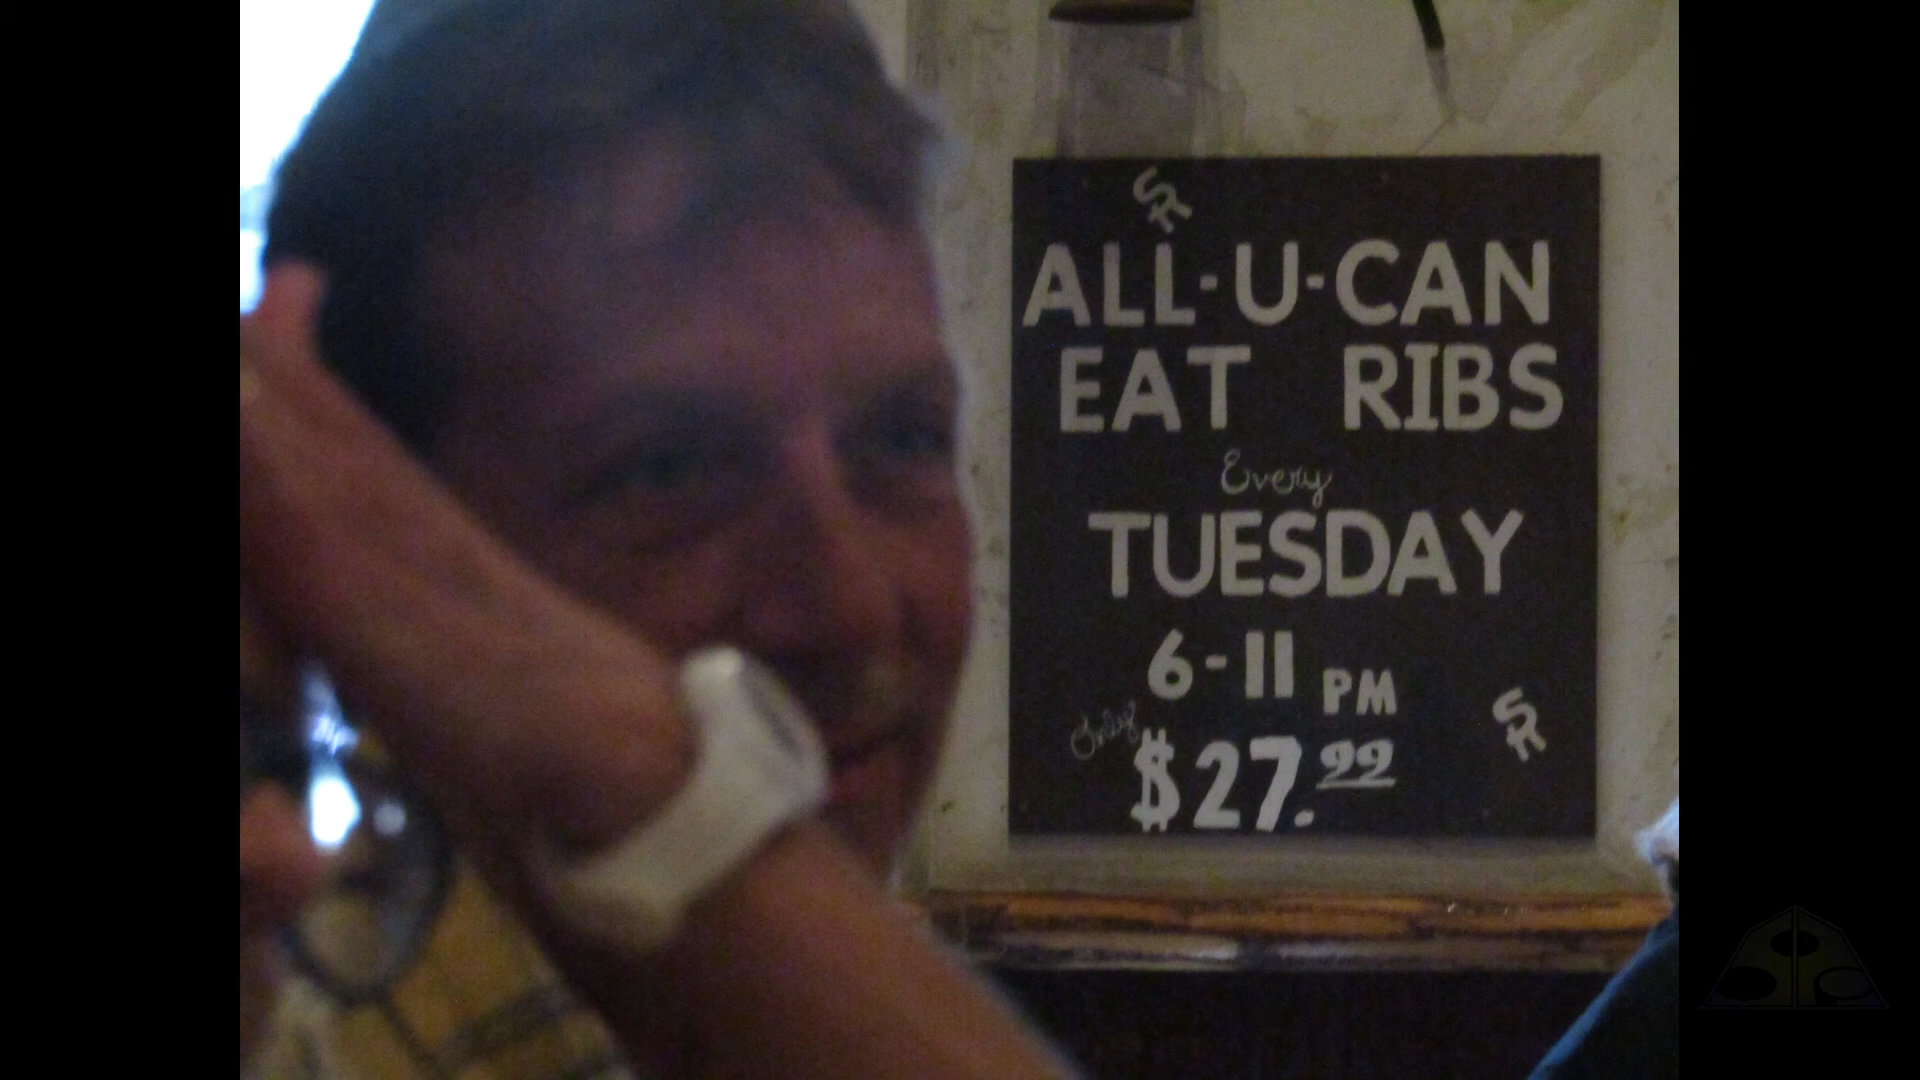 SR
ALL-U-CAN
EAT RIBS
Every
TUESDAY
6-11 PM
Only
$27.99
SR